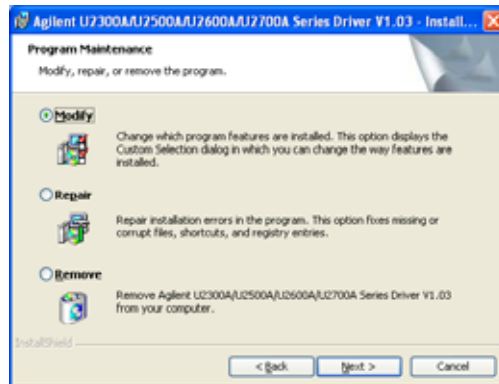 Agilent U2300A/U2500A/U2600A/U2700A Series Driver V1.03 - Install...
Program Maintenance
Modify, repair, or remove the program.
Modify
Change which program features are installed. This option displays the
Custom Selection dialog in which you can change the way features are
installed.
Repair
Repair installation errors in the program. This option fixes missing or
corrupt files, shortcuts, and registry entries.
Remove
Remove Agilent U2300A/U2500A/U2600A/U2700A Series Driver V1.03
from your computer.
InstallShield
< Back
Next >
Cancel